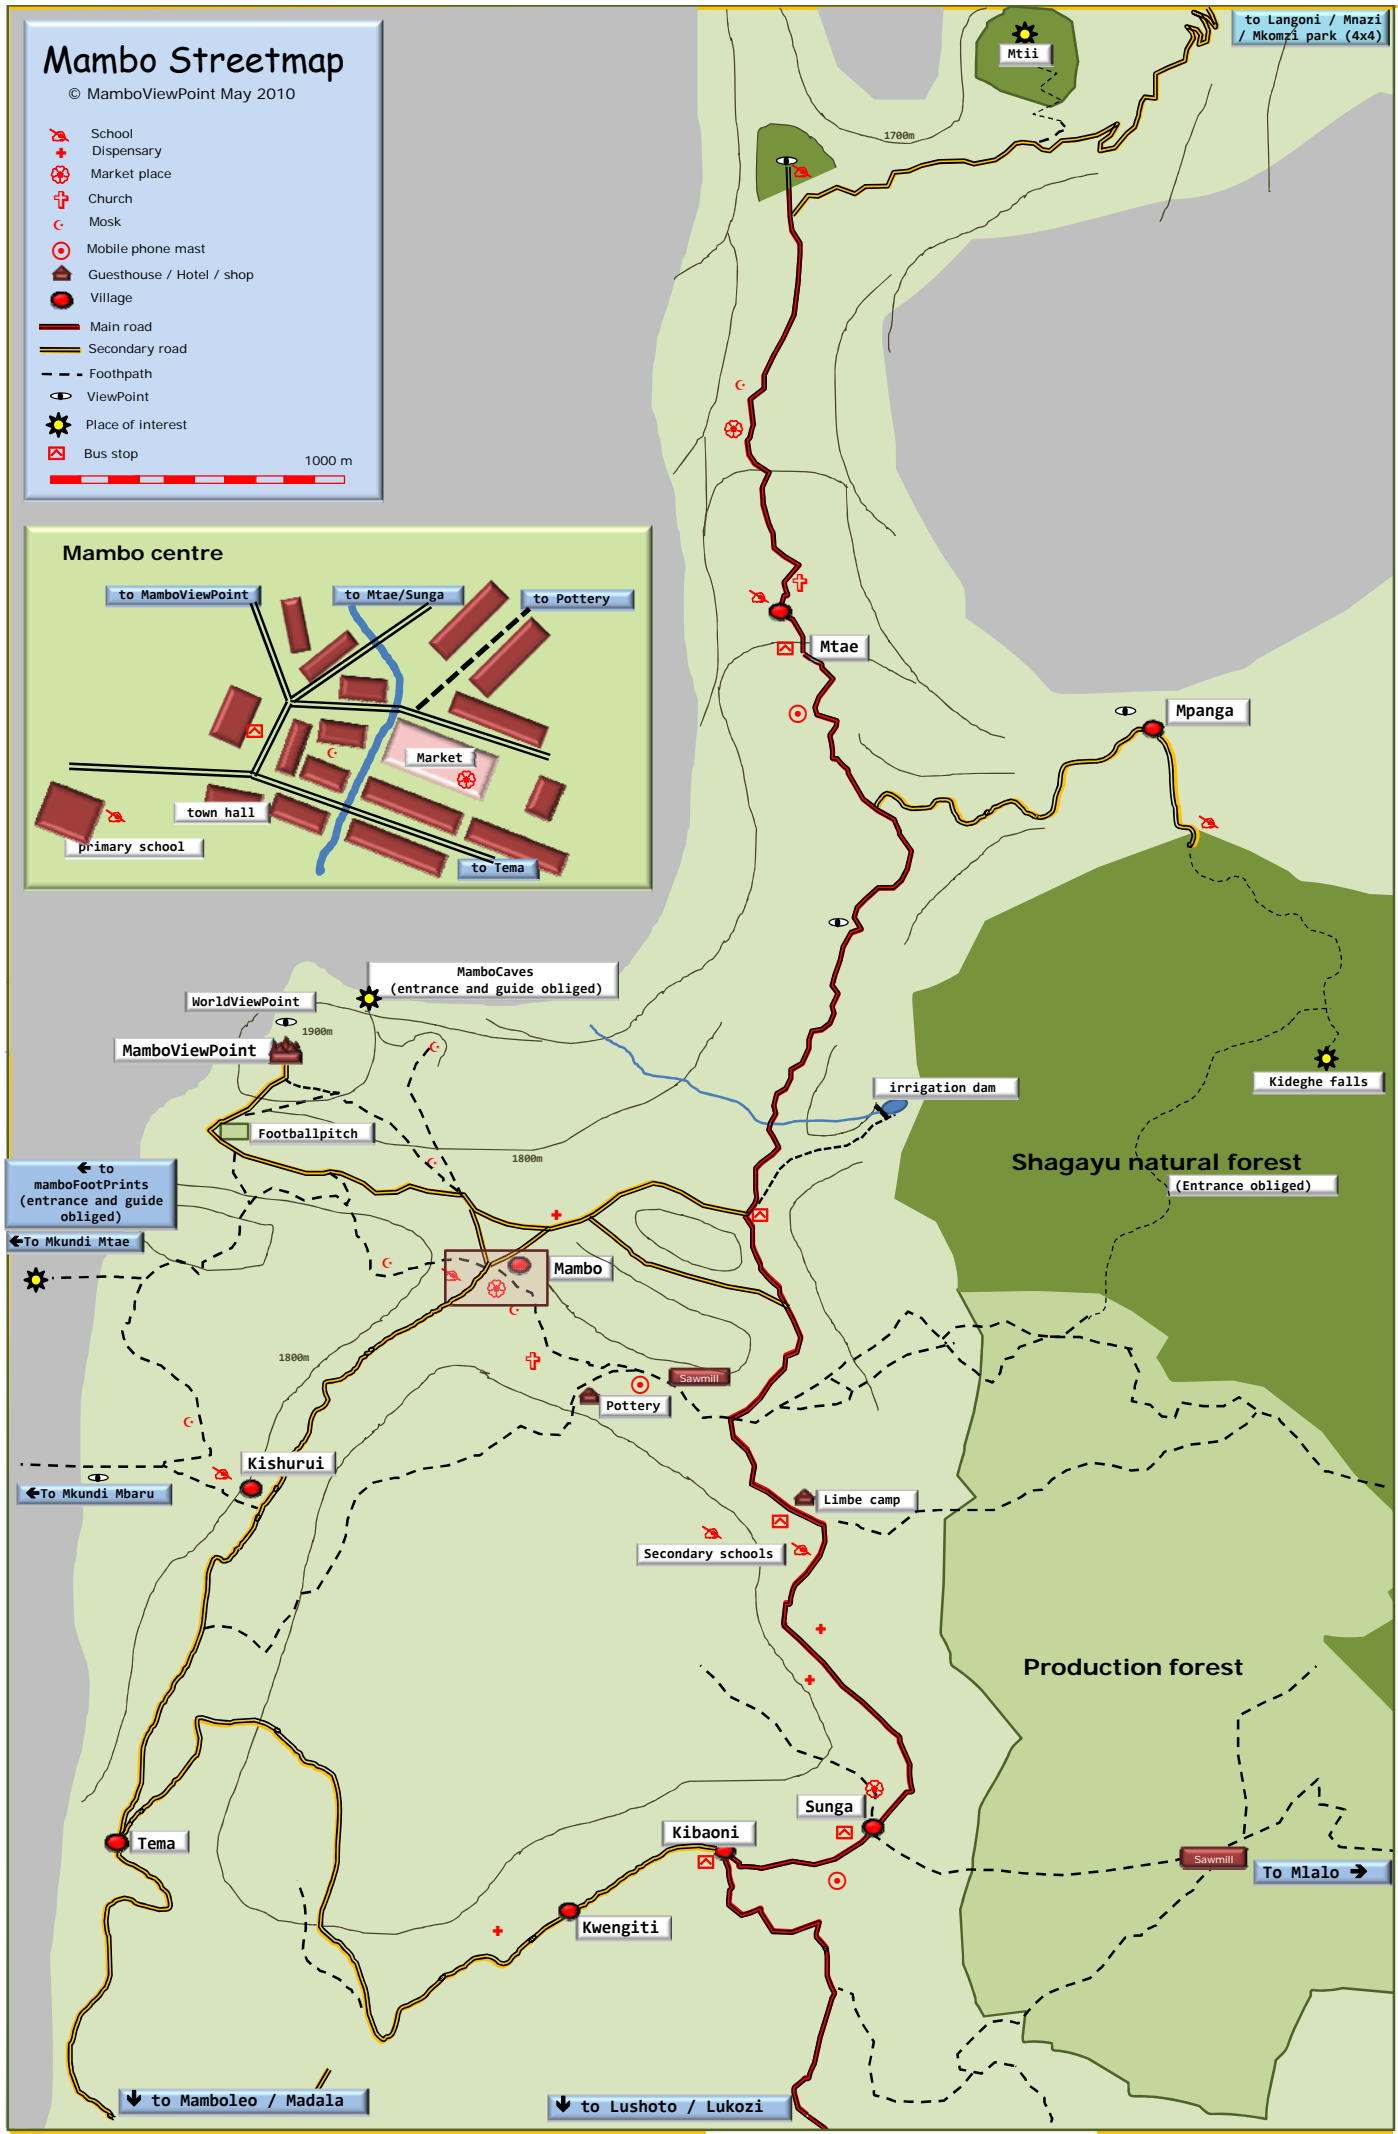 Mambo Streetmap
© MamboViewPoint May 2010
School
Dispensary
Market place
Church
Mosk
Mobile phone mast
Guesthouse / Hotel / shop
Village
Main road
Secondary road
Foothpath
ViewPoint
Place of interest
Bus stop
1000 m
to Langoni / Mnazi
/ Mkomzi park (4x4)
Mtii
1700m
Mambo centre
to MamboViewPoint
to Mtae/Sunga
to Pottery
Market
town hall
primary school
to Tema
Mtae
Mpanga
MamboCaves
(entrance and guide obliged)
WorldViewPoint
1900m
MamboViewPoint
irrigation dam
Kideghe falls
Footballpitch
1800m
Shagayu natural forest
(Entrance obliged)
← to
mamboFootPrints
(entrance and guide
obliged)
←To Mkundi Mtae
Mambo
1800m
Sawmill
Pottery
Kishurui
←To Mkundi Mbaru
Limbe camp
Secondary schools
Production forest
Sunga
Kibaoni
Tema
Sawmill
To Mlalo →
Kwengiti
↓ to Mamboleo / Madala
↓ to Lushoto / Lukozi